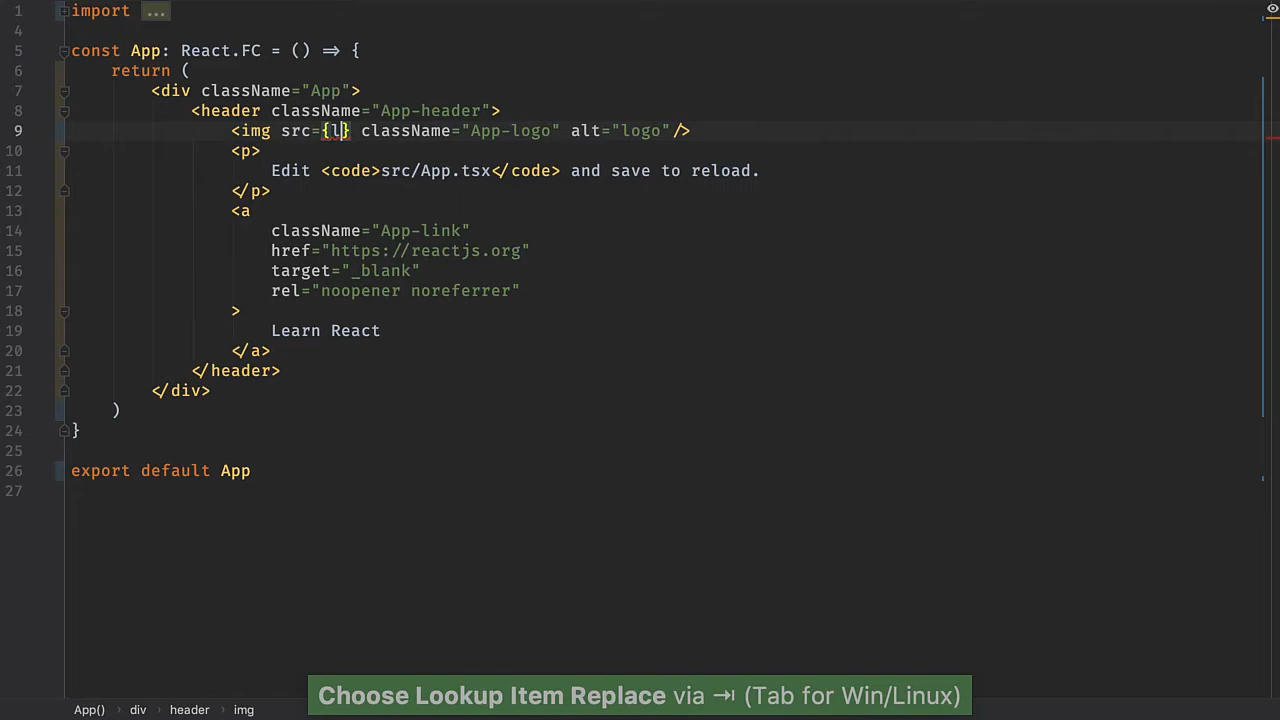 1 import ...
4
5 const App: React.FC = () => {
6 return (
7 <div className="App">
8 <header className="App-header">
9 <img src={l} className="App-logo" alt="logo"/>
10 <p>
11 Edit <code>src/App.tsx</code> and save to reload.
12 </p>
13 <a
14 className="App-link"
15 href="https://reactjs.org"
16 target="_blank"
17 rel="noopener noreferrer"
18 >
19 Learn React
20 </a>
21 </header>
22 </div>
23 )
24 }
25
26 export default App
27
Choose Lookup Item Replace via ⇥ (Tab for Win/Linux)
App() › div › header › img